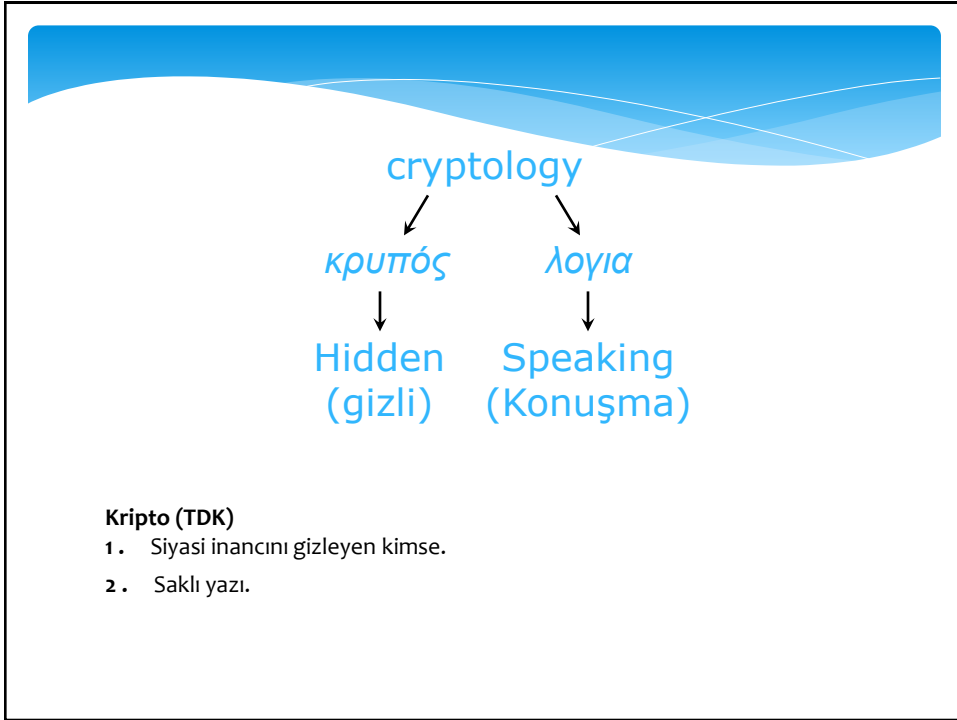 cryptology
κρυπός λογια
Hidden Speaking
(gizli) (Konuşma)
Kripto (TDK)
1 . Siyasi inancını gizleyen kimse.
2 . Saklı yazı.